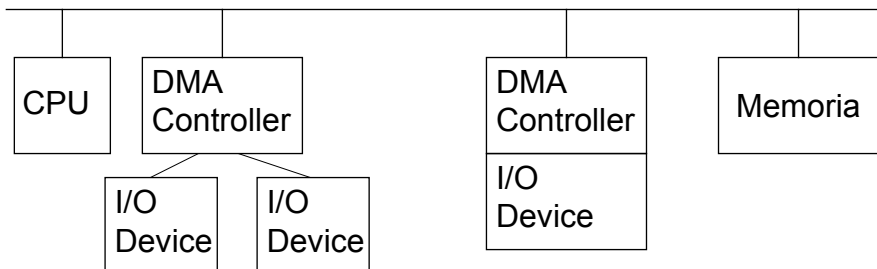 CPU
DMA
Controller
DMA
Controller
Memoria
I/O
Device
I/O
Device
I/O
Device